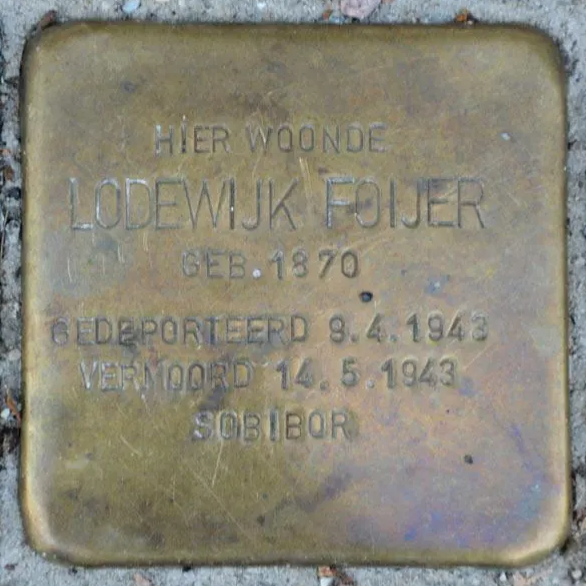 HIER WOONDE
LODEWIJK FOIJER
GEB. 1870
GEDEPORTEERD 9.4.1943
VERMOORD 14.5.1943
SOBIBOR